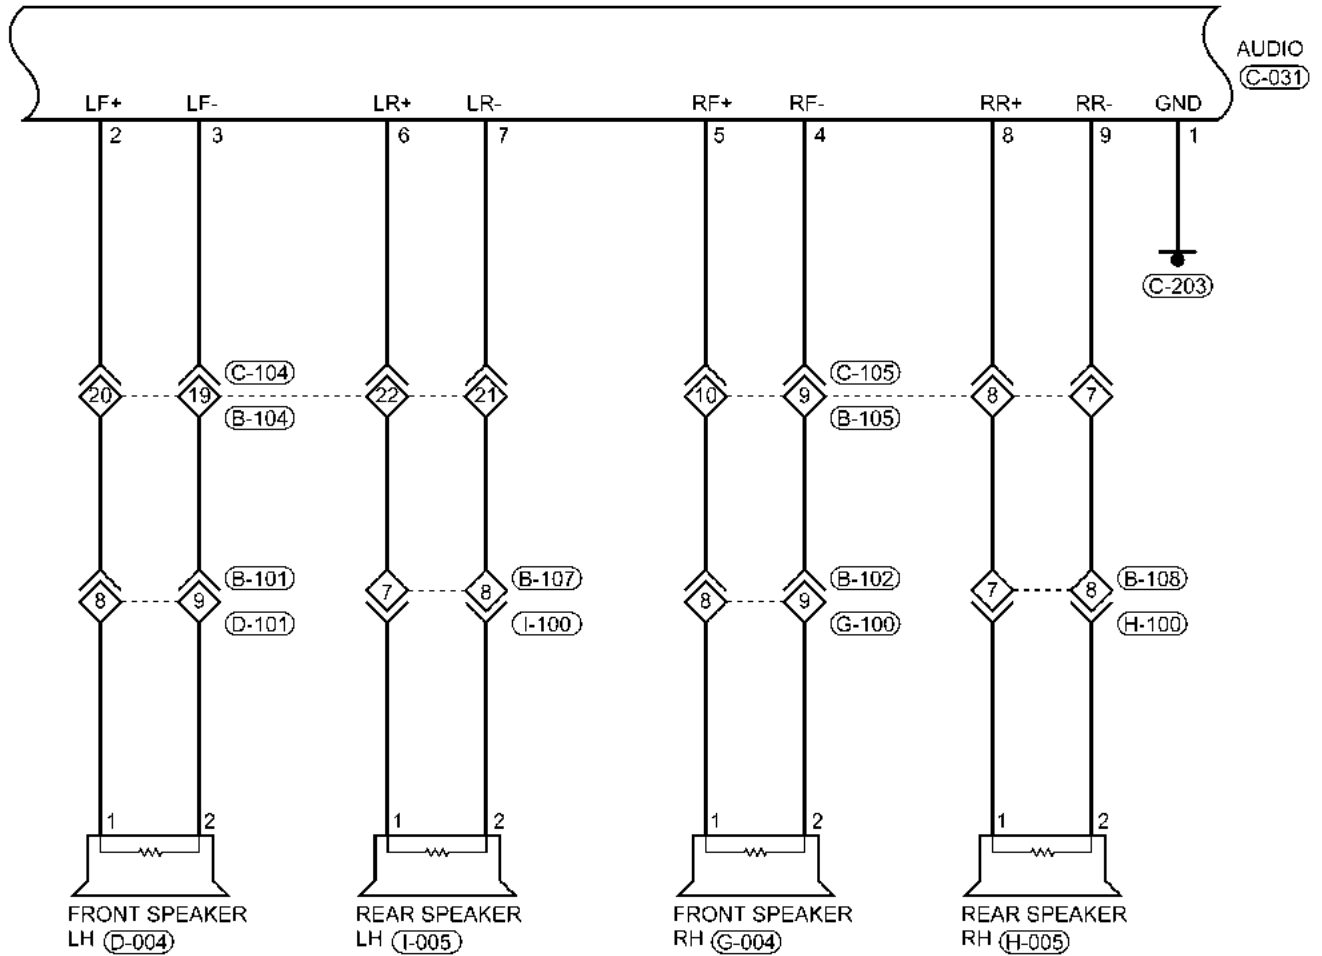 AUDIO
C-031
LF+ LF- LR+ LR- RF+ RF- RR+ RR- GND
2 3 6 7 5 4 8 9 1
C-203
C-104 C-105
20 19 22 21 10 9 8 7
B-104 B-105
B-101 B-107 B-102 B-108
8 9 7 8 8 9 7 8
D-101 I-100 G-100 H-100
1 2 1 2 1 2 1 2
FRONT SPEAKER
LH D-004
REAR SPEAKER
LH I-005
FRONT SPEAKER
RH G-004
REAR SPEAKER
RH H-005